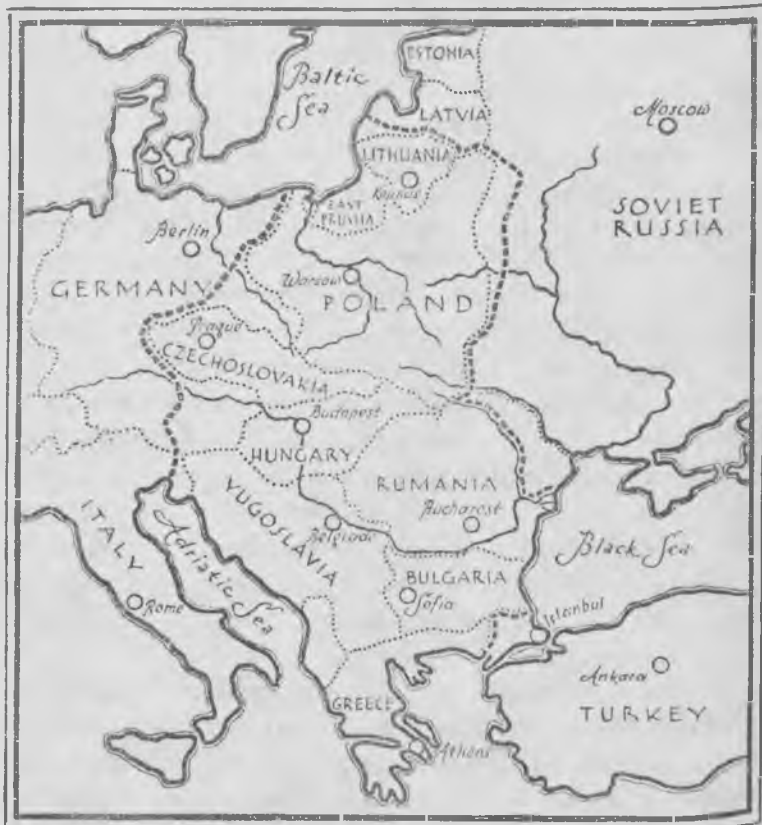 ESTONIA
Baltic
Sea
LATVIA
Moscow
LITHUANIA
Kaunas
EAST
PRUSSIA
SOVIET
RUSSIA
Berlin
Warsow
GERMANY
POLAND
Prague
CZECHOSLOVAKIA
Budapest
HUNGARY
RUMANIA
YUGOSLAVIA
Bucharest
ITALY
Adriatic
Sea
Belgrade
Black Sea
BULGARIA
Sofia
Rome
Istanbul
Ankara
GREECE
TURKEY
Athens